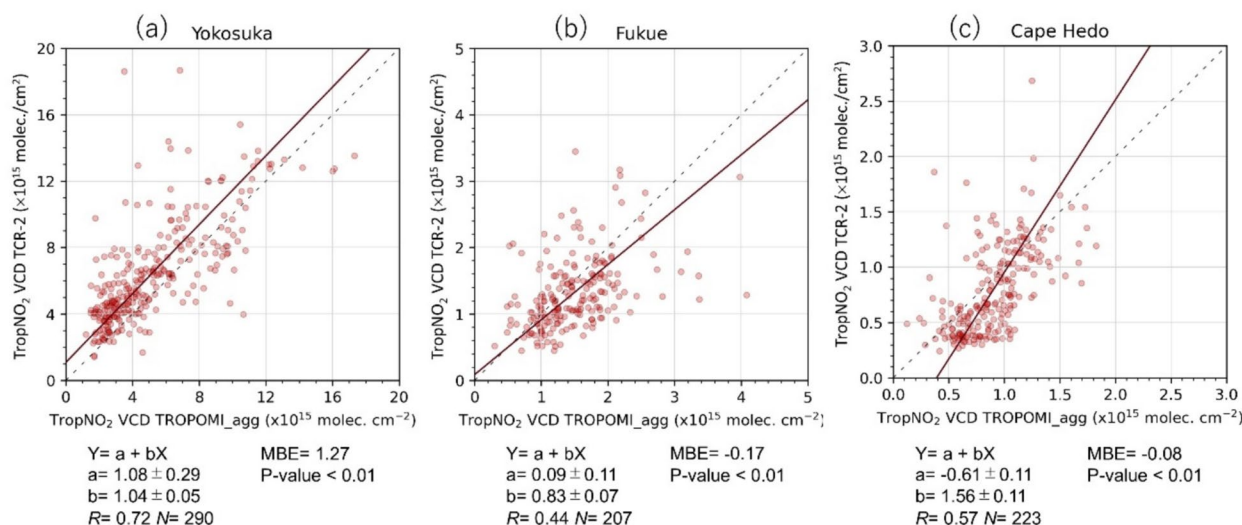 (a) Yokosuka
20
16
12
8
4
0
0 4 8 12 16 20
TropNO₂ VCD TCR-2 (×10¹⁵ molec./cm²)
TropNO₂ VCD TROPOMI_agg (x10¹⁵ molec. cm⁻²)
Y= a + bX MBE= 1.27
a= 1.08 ± 0.29 P-value < 0.01
b= 1.04 ± 0.05
R= 0.72 N= 290
(b) Fukue
5
4
3
2
1
0
0 1 2 3 4 5
TropNO₂ VCD TCR-2 (×10¹⁵ molec./cm²)
TropNO₂ VCD TROPOMI_agg (x10¹⁵ molec. cm⁻²)
Y= a + bX MBE= -0.17
a= 0.09 ± 0.11 P-value < 0.01
b= 0.83 ± 0.07
R= 0.44 N= 207
(c) Cape Hedo
3.0
2.5
2.0
1.5
1.0
0.5
0.0
0.0 0.5 1.0 1.5 2.0 2.5 3.0
TropNO₂ VCD TCR-2 (×10¹⁵ molec./cm²)
TropNO₂ VCD TROPOMI_agg (x10¹⁵ molec. cm⁻²)
Y= a + bX MBE= -0.08
a= -0.61 ± 0.11 P-value < 0.01
b= 1.56 ± 0.11
R= 0.57 N= 223